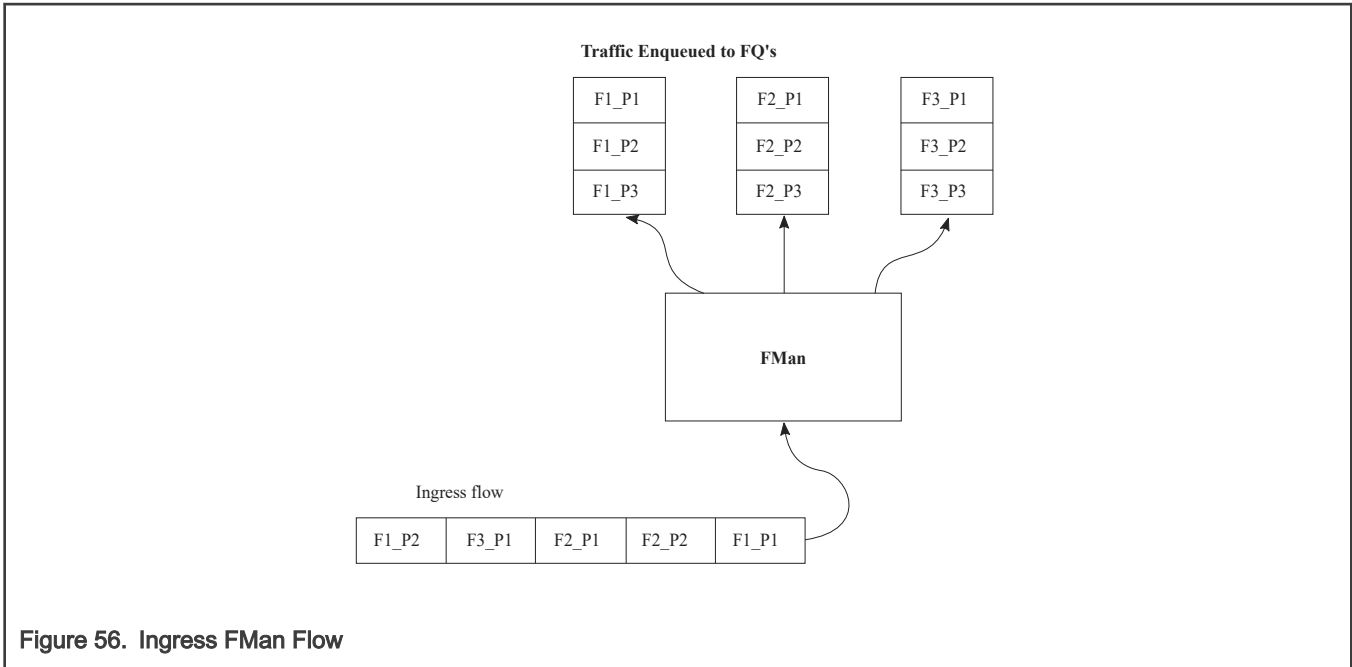 Traffic Enqueued to FQ's
F1_P1 F2_P1 F3_P1
F1_P2 F2_P2 F3_P2
F1_P3 F2_P3 F3_P3
FMan
Ingress flow
F1_P2 F3_P1 F2_P1 F2_P2 F1_P1
Figure 56. Ingress FMan Flow